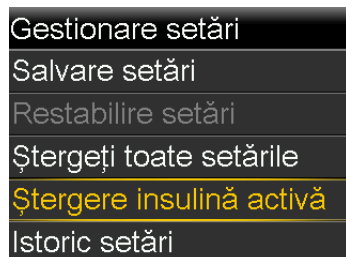 Gestionare setări
Salvare setări
Restabilire setări
Ștergeți toate setările
Ștergere insulină activă
Istoric setări